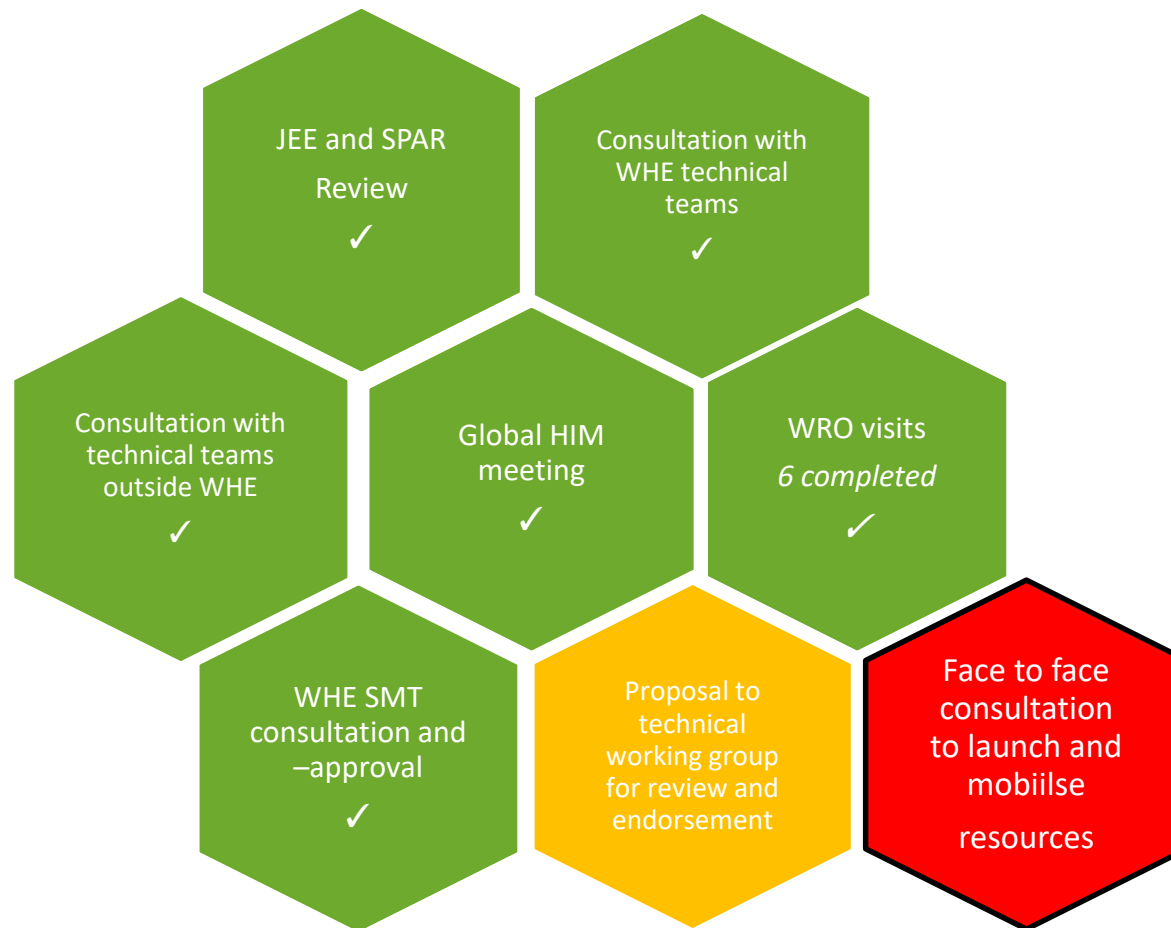 JEE and SPAR
Review
✓
Consultation with
WHE technical
teams
✓
Consultation with
technical teams
outside WHE
✓
Global HIM
meeting
✓
WRO visits
6 completed
✓
WHE SMT
consultation and
–approval
✓
Proposal to
technical
working group
for review and
endorsement
Face to face
consultation
to launch and
mobiilse
resources